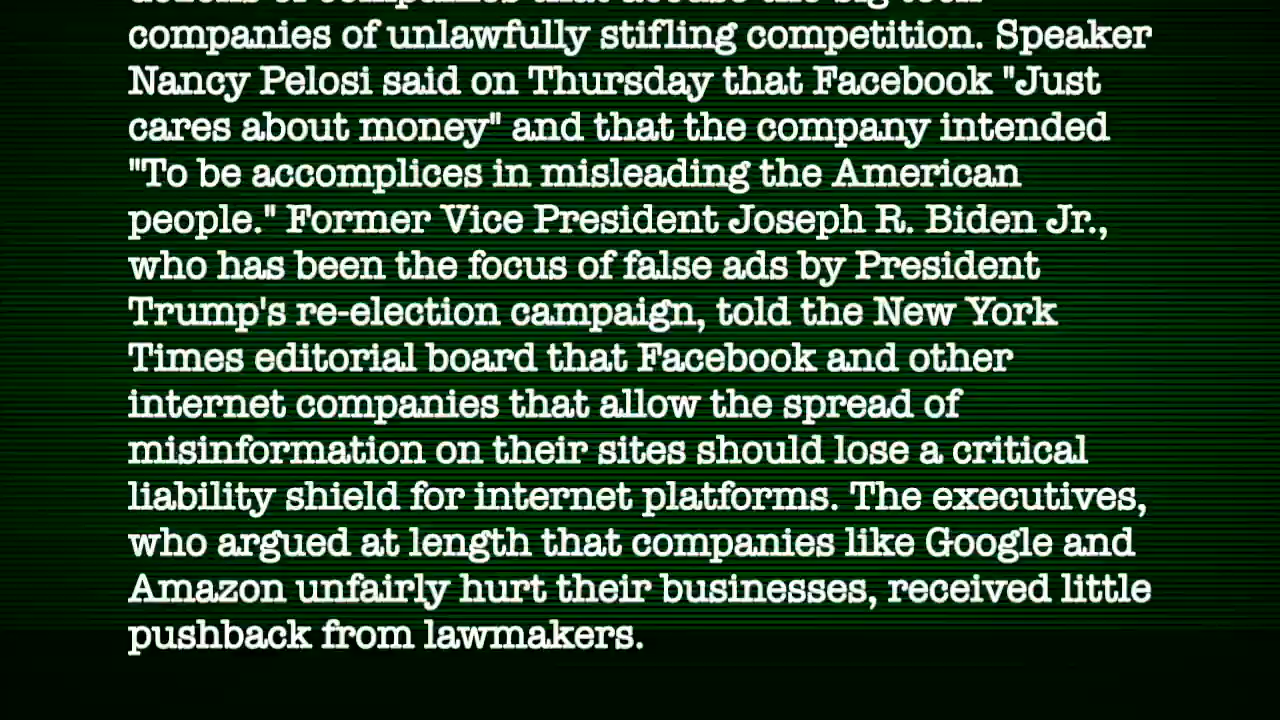 companies of unlawfully stifling competition. Speaker
Nancy Pelosi said on Thursday that Facebook "Just
cares about money" and that the company intended
"To be accomplices in misleading the American
people." Former Vice President Joseph R. Biden Jr.,
who has been the focus of false ads by President
Trump's re-election campaign, told the New York
Times editorial board that Facebook and other
internet companies that allow the spread of
misinformation on their sites should lose a critical
liability shield for internet platforms. The executives,
who argued at length that companies like Google and
Amazon unfairly hurt their businesses, received little
pushback from lawmakers.